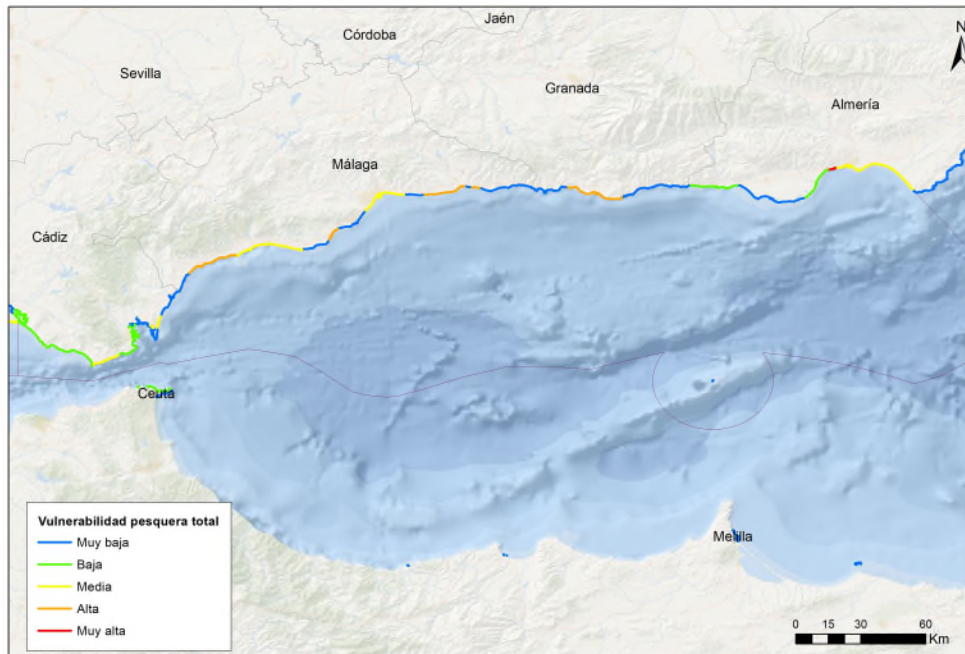 Jaén
Córdoba
N
Sevilla
Granada
Almería
Málaga
Cádiz
Ceuta
Melilla
Vulnerabilidad pesquera total
Muy baja
Baja
Media
Alta
Muy alta
0 15 30 60
Km